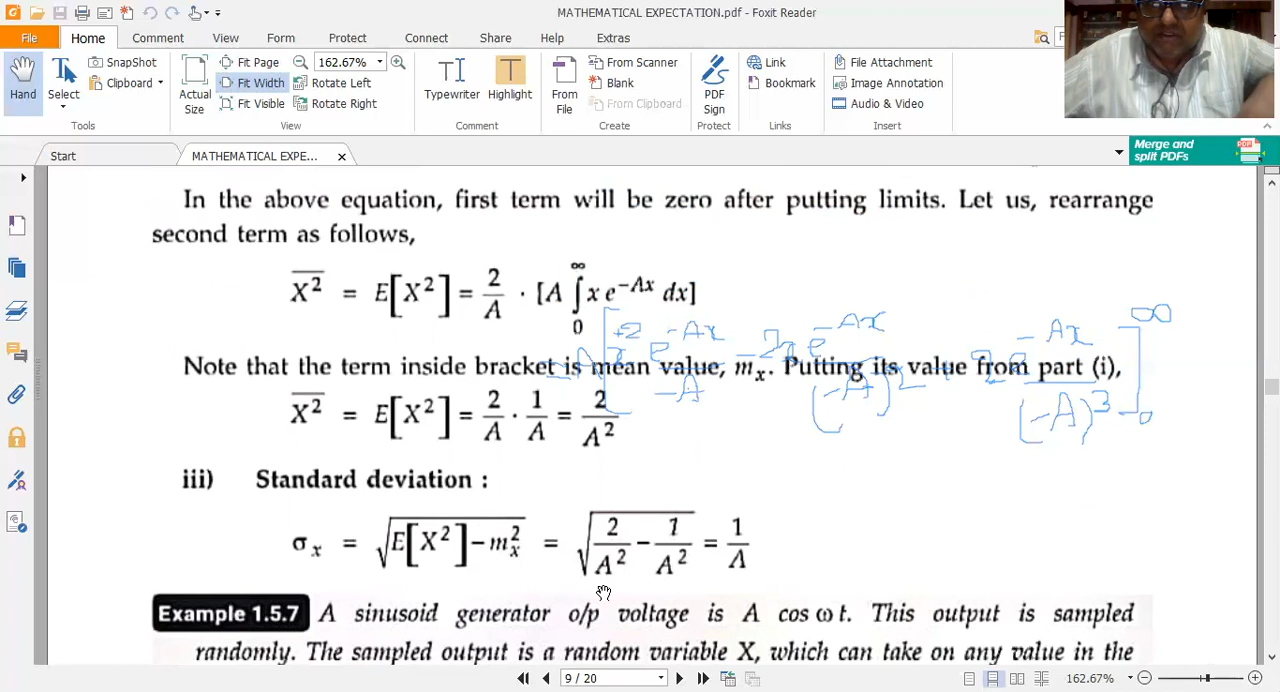 MATHEMATICAL EXPECTATION.pdf - Foxit Reader
File Home Comment View Form Protect Connect Share Help Extras
Hand Select SnapShot Clipboard Tools
Actual Size Fit Page Fit Width Fit Visible 162.67% Rotate Left Rotate Right View
Typewriter Highlight Comment
From File From Scanner Blank From Clipboard Create
PDF Sign Protect
Link Bookmark Links
File Attachment Image Annotation Audio & Video Insert
Start MATHEMATICAL EXPE... Merge and split PDFs
In the above equation, first term will be zero after putting limits. Let us, rearrange
second term as follows,
X̅² = E[X²] = 2/A · [A ∫₀^∞ x e^−Ax dx]
Note that the term inside bracket is mean value, mₓ. Putting its value from part (i),
X̅² = E[X²] = 2/A · 1/A = 2/A²
iii) Standard deviation :
σₓ = √(E[X²] − mₓ²) = √(2/A² − 1/A²) = 1/A
Example 1.5.7 A sinusoid generator o/p voltage is A cos ω t. This output is sampled
randomly. The sampled output is a random variable X, which can take on any value in the
9 / 20 162.67%